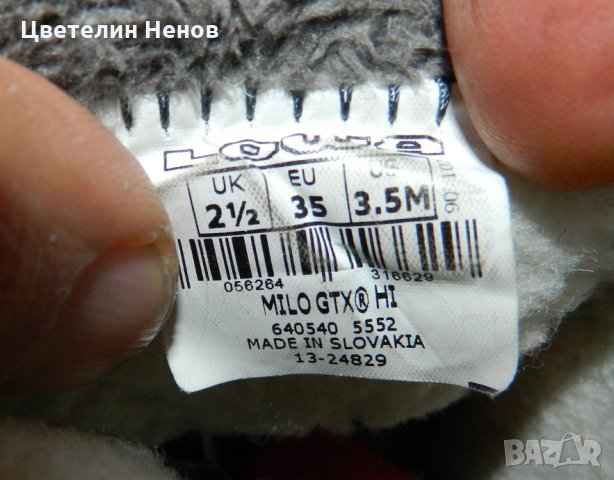 Цветелин Ненов
LOWA
UK EU US
2½ 35 3.5M
056264 316629
MILO GTX® HI
640540 5552
MADE IN SLOVAKIA
13-24829
BAZAR